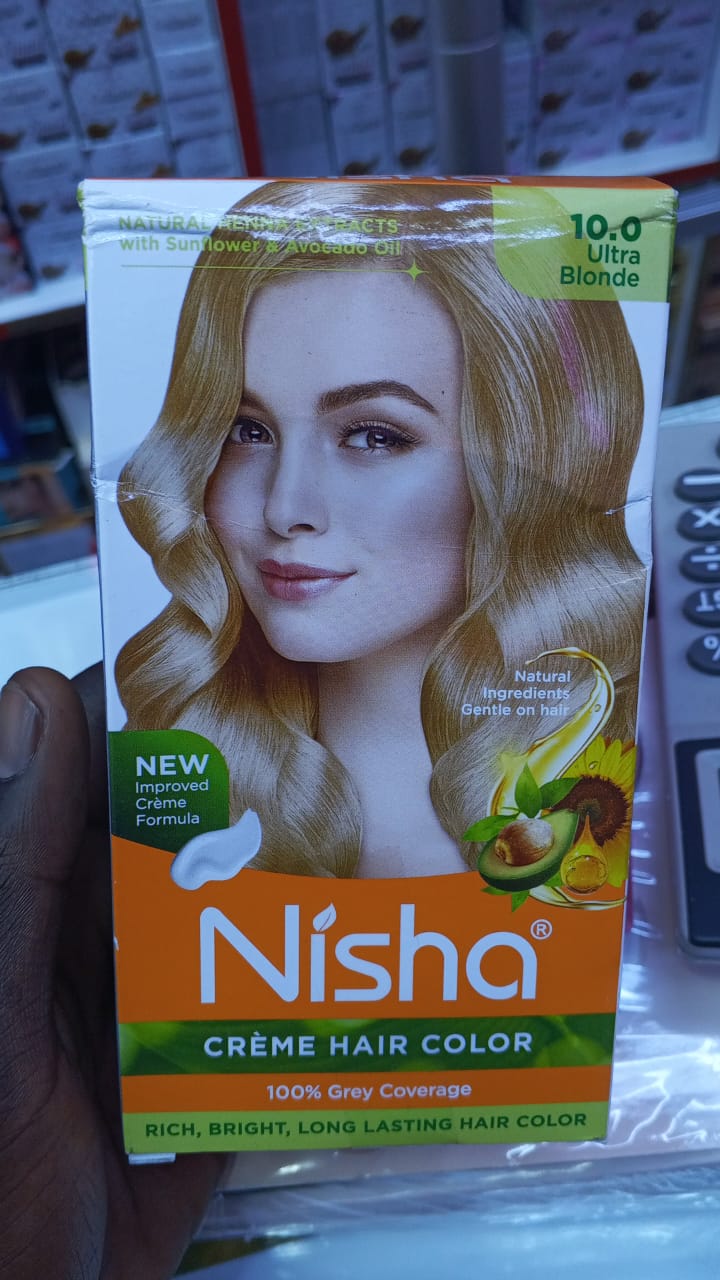 NATURAL HENNA EXTRACTS
with Sunflower & Avocado Oil
10.0
Ultra
Blonde
Natural
Ingredients
Gentle on hair
NEW
Improved
Crème
Formula
Nisha®
CRÈME HAIR COLOR
100% Grey Coverage
RICH, BRIGHT, LONG LASTING HAIR COLOR